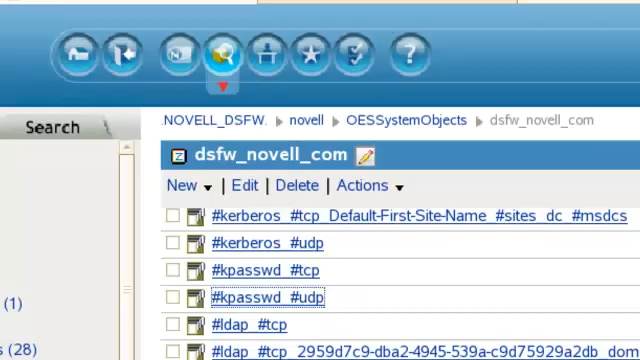 N
?
Search
.NOVELL_DSFW. novell OESSystemObjects dsfw_novell_com
Z dsfw_novell_com
New | Edit | Delete | Actions
#kerberos_#tcp_Default-First-Site-Name_#sites_dc_#msdcs
#kerberos_#udp
#kpasswd_#tcp
(1)
#kpasswd_#udp
#ldap_#tcp
s (28)
#ldap_#tcp_2959d7c9-dba2-4945-539a-c9d75929a2db_dom